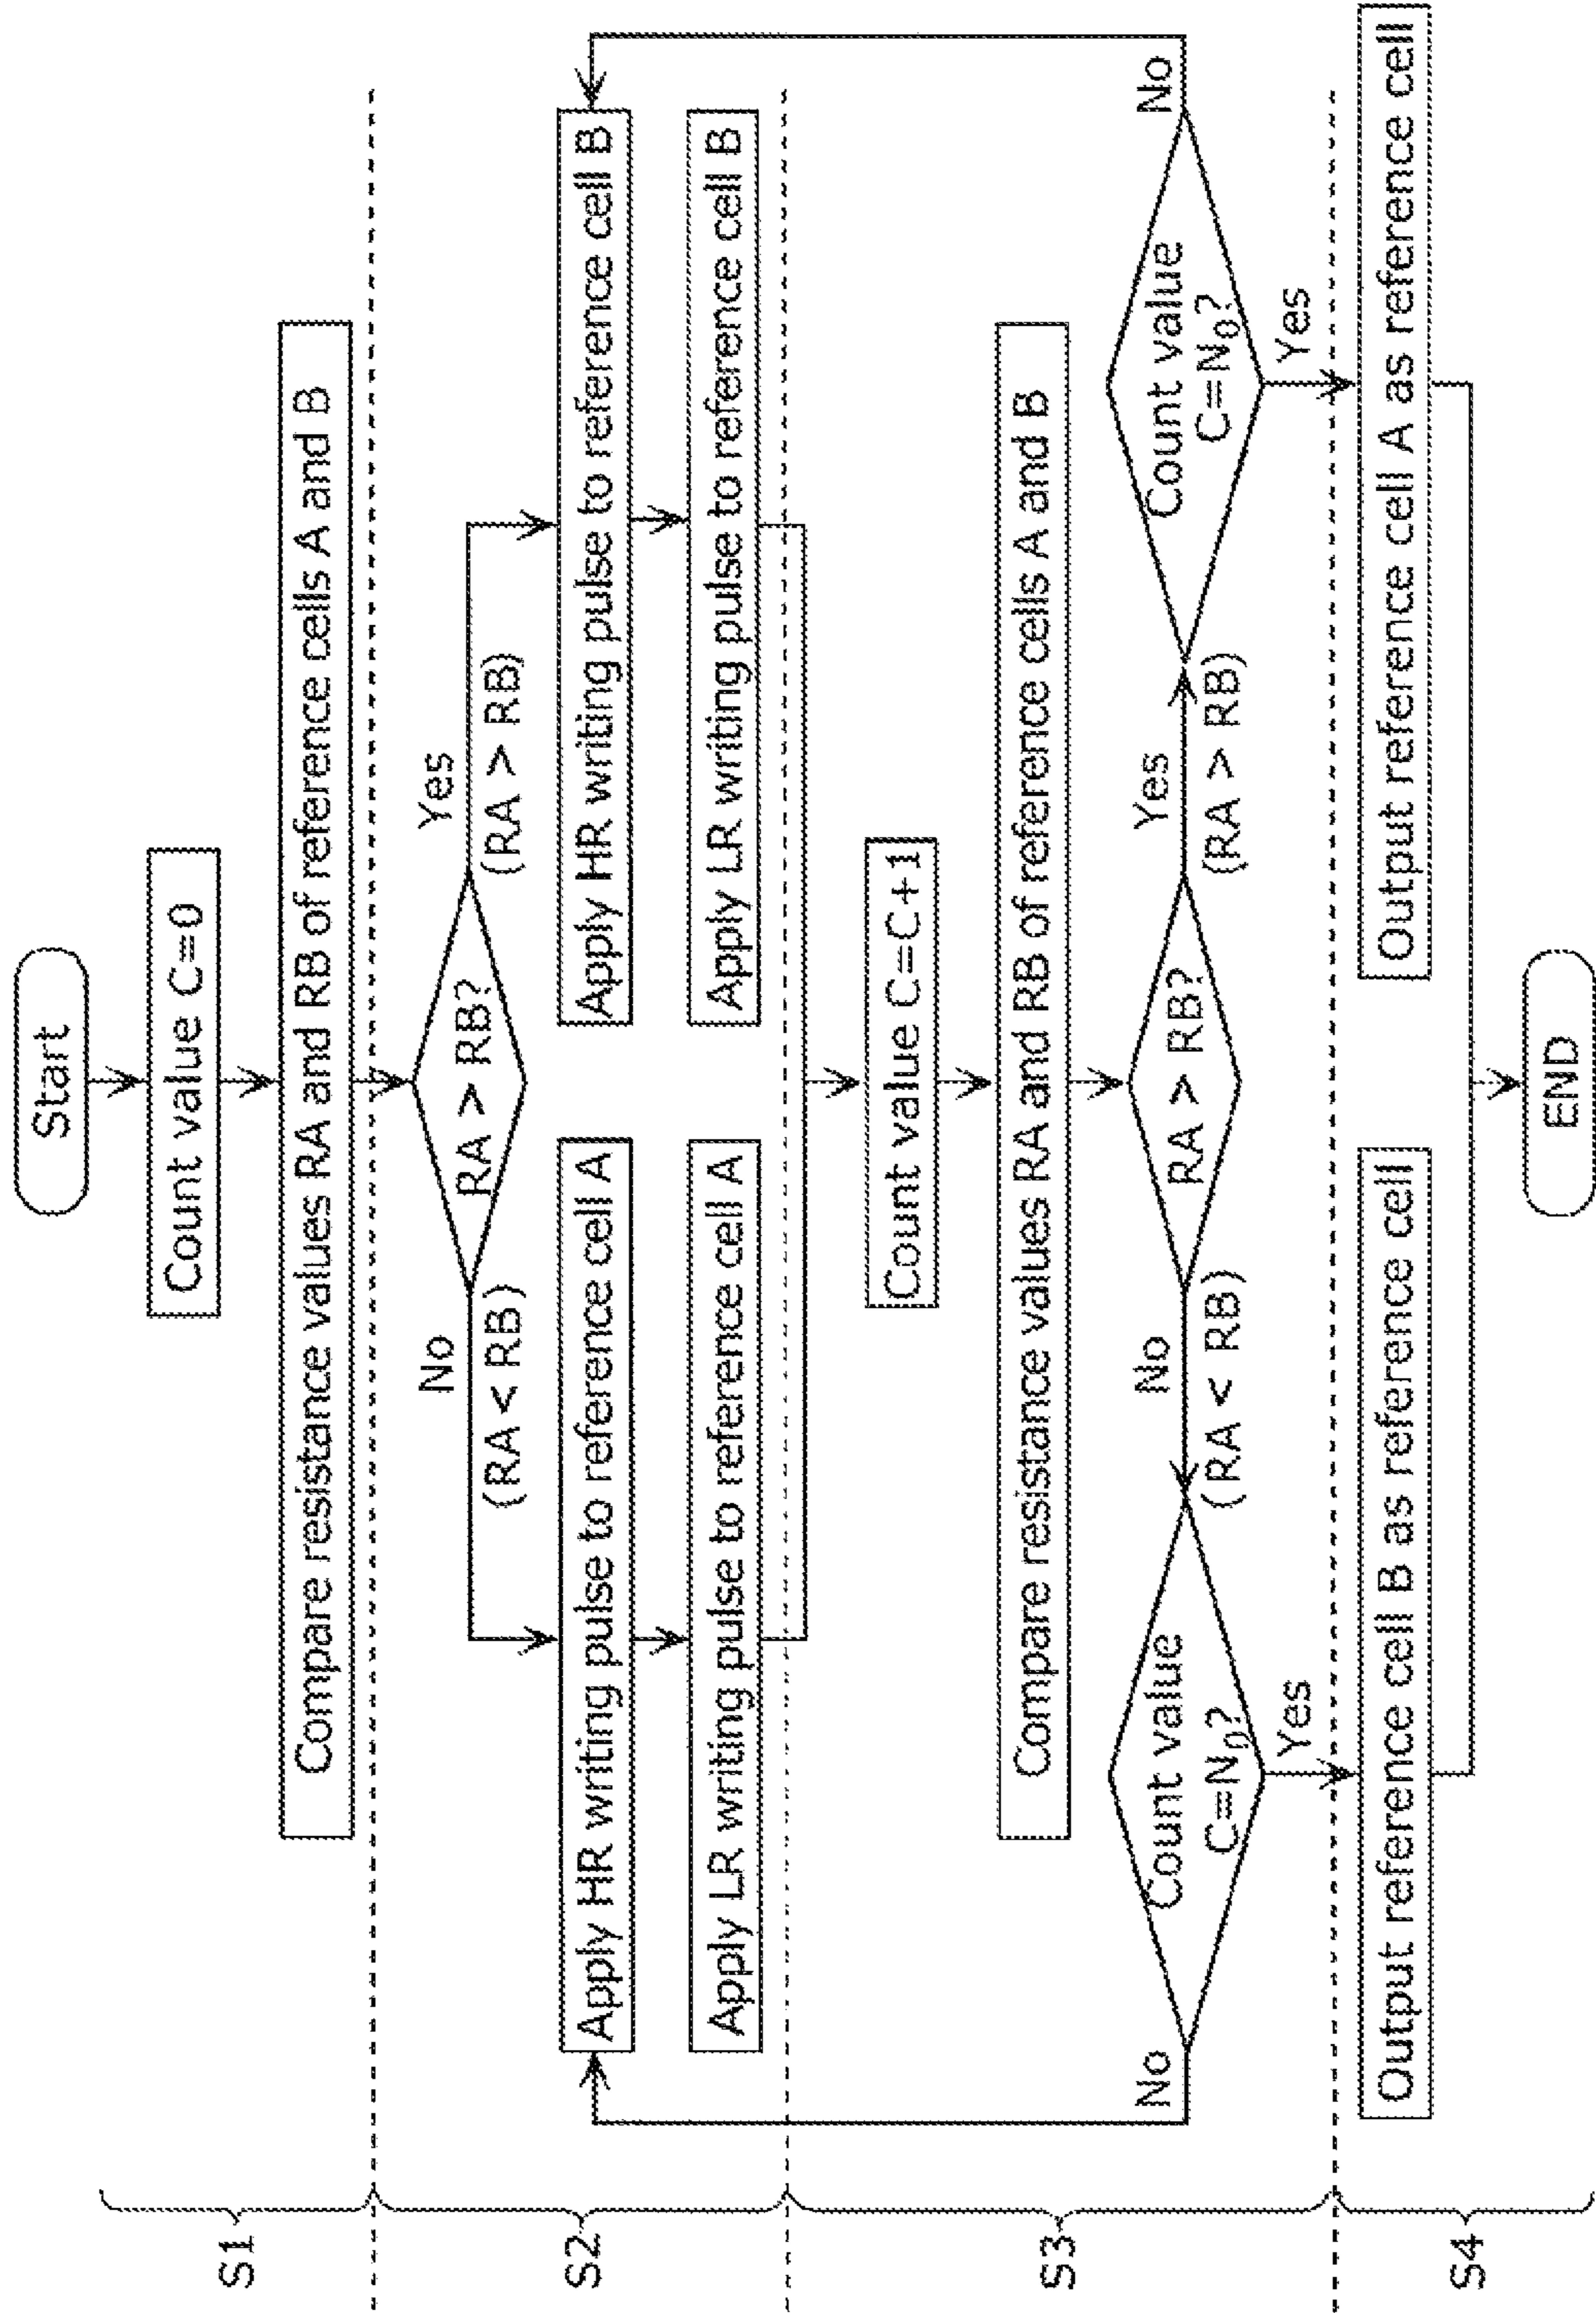 Start
Count value C=0
S1
Compare resistance values RA and RB of reference cells A and B
RA > RB?
No
(RA < RB)
Yes
(RA > RB)
S2
Apply HR writing pulse to reference cell A
Apply HR writing pulse to reference cell B
Apply LR writing pulse to reference cell A
Apply LR writing pulse to reference cell B
Count value C=C+1
S3
Compare resistance values RA and RB of reference cells A and B
No
Count value
C=N₀?
No
(RA < RB)
RA > RB?
Yes
(RA > RB)
Count value
C=N₀?
No
Yes
Yes
S4
Output reference cell B as reference cell
Output reference cell A as reference cell
END